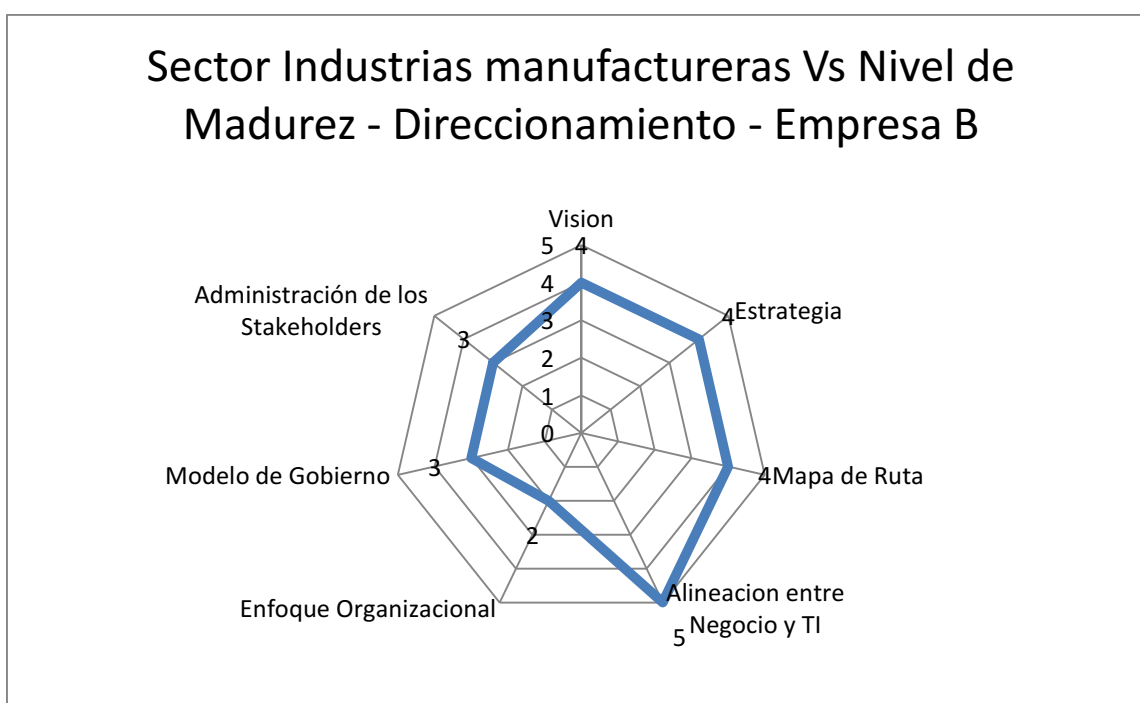 Sector Industrias manufactureras Vs Nivel de
Madurez - Direccionamiento - Empresa B
Vision
5
4
4
3
2
1
0
Estrategia
4
4
Mapa de Ruta
Alineacion entre
Negocio y TI
5
2
Enfoque Organizacional
3
Modelo de Gobierno
3
Administración de los
Stakeholders